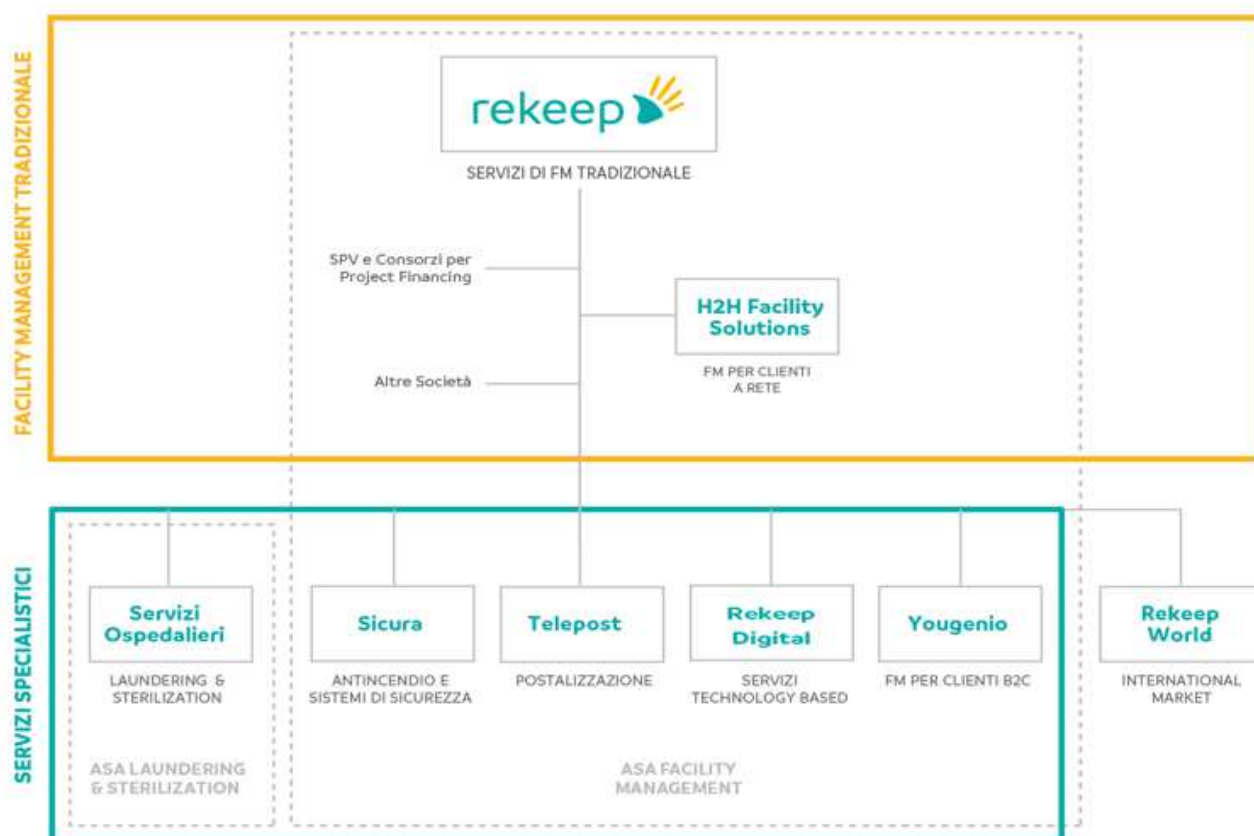 FACILITY MANAGEMENT TRADIZIONALE
rekeep
SERVIZI DI FM TRADIZIONALE
SPV e Consorzi per
Project Financing
H2H Facility
Solutions
FM PER CLIENTI
A RETE
Altre Società
SERVIZI SPECIALISTICI
Servizi
Ospedalieri
LAUNDERING &
STERILIZATION
Sicura
ANTINCENDIO E
SISTEMI DI SICUREZZA
Telepost
POSTALIZZAZIONE
Rekeep
Digital
SERVIZI
TECHNOLOGY BASED
Yougenio
FM PER CLIENTI B2C
Rekeep
World
INTERNATIONAL
MARKET
ASA LAUNDERING
& STERILIZATION
ASA FACILITY
MANAGEMENT